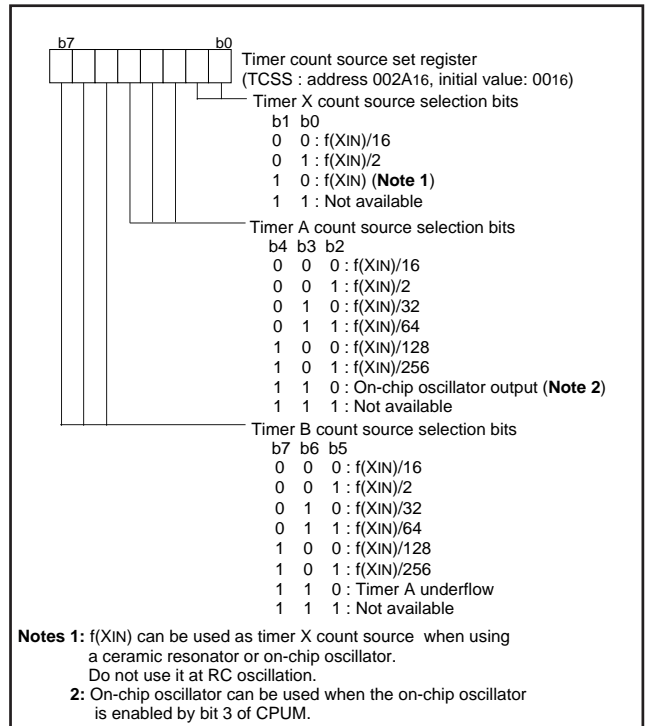 b7 b0
Timer count source set register
(TCSS : address 002A16, initial value: 0016)
Timer X count source selection bits
b1 b0
0 0 : f(XIN)/16
0 1 : f(XIN)/2
1 0 : f(XIN) (Note 1)
1 1 : Not available
Timer A count source selection bits
b4 b3 b2
0 0 0 : f(XIN)/16
0 0 1 : f(XIN)/2
0 1 0 : f(XIN)/32
0 1 1 : f(XIN)/64
1 0 0 : f(XIN)/128
1 0 1 : f(XIN)/256
1 1 0 : On-chip oscillator output (Note 2)
1 1 1 : Not available
Timer B count source selection bits
b7 b6 b5
0 0 0 : f(XIN)/16
0 0 1 : f(XIN)/2
0 1 0 : f(XIN)/32
0 1 1 : f(XIN)/64
1 0 0 : f(XIN)/128
1 0 1 : f(XIN)/256
1 1 0 : Timer A underflow
1 1 1 : Not available
Notes 1: f(XIN) can be used as timer X count source when using
a ceramic resonator or on-chip oscillator.
Do not use it at RC oscillation.
2: On-chip oscillator can be used when the on-chip oscillator
is enabled by bit 3 of CPUM.